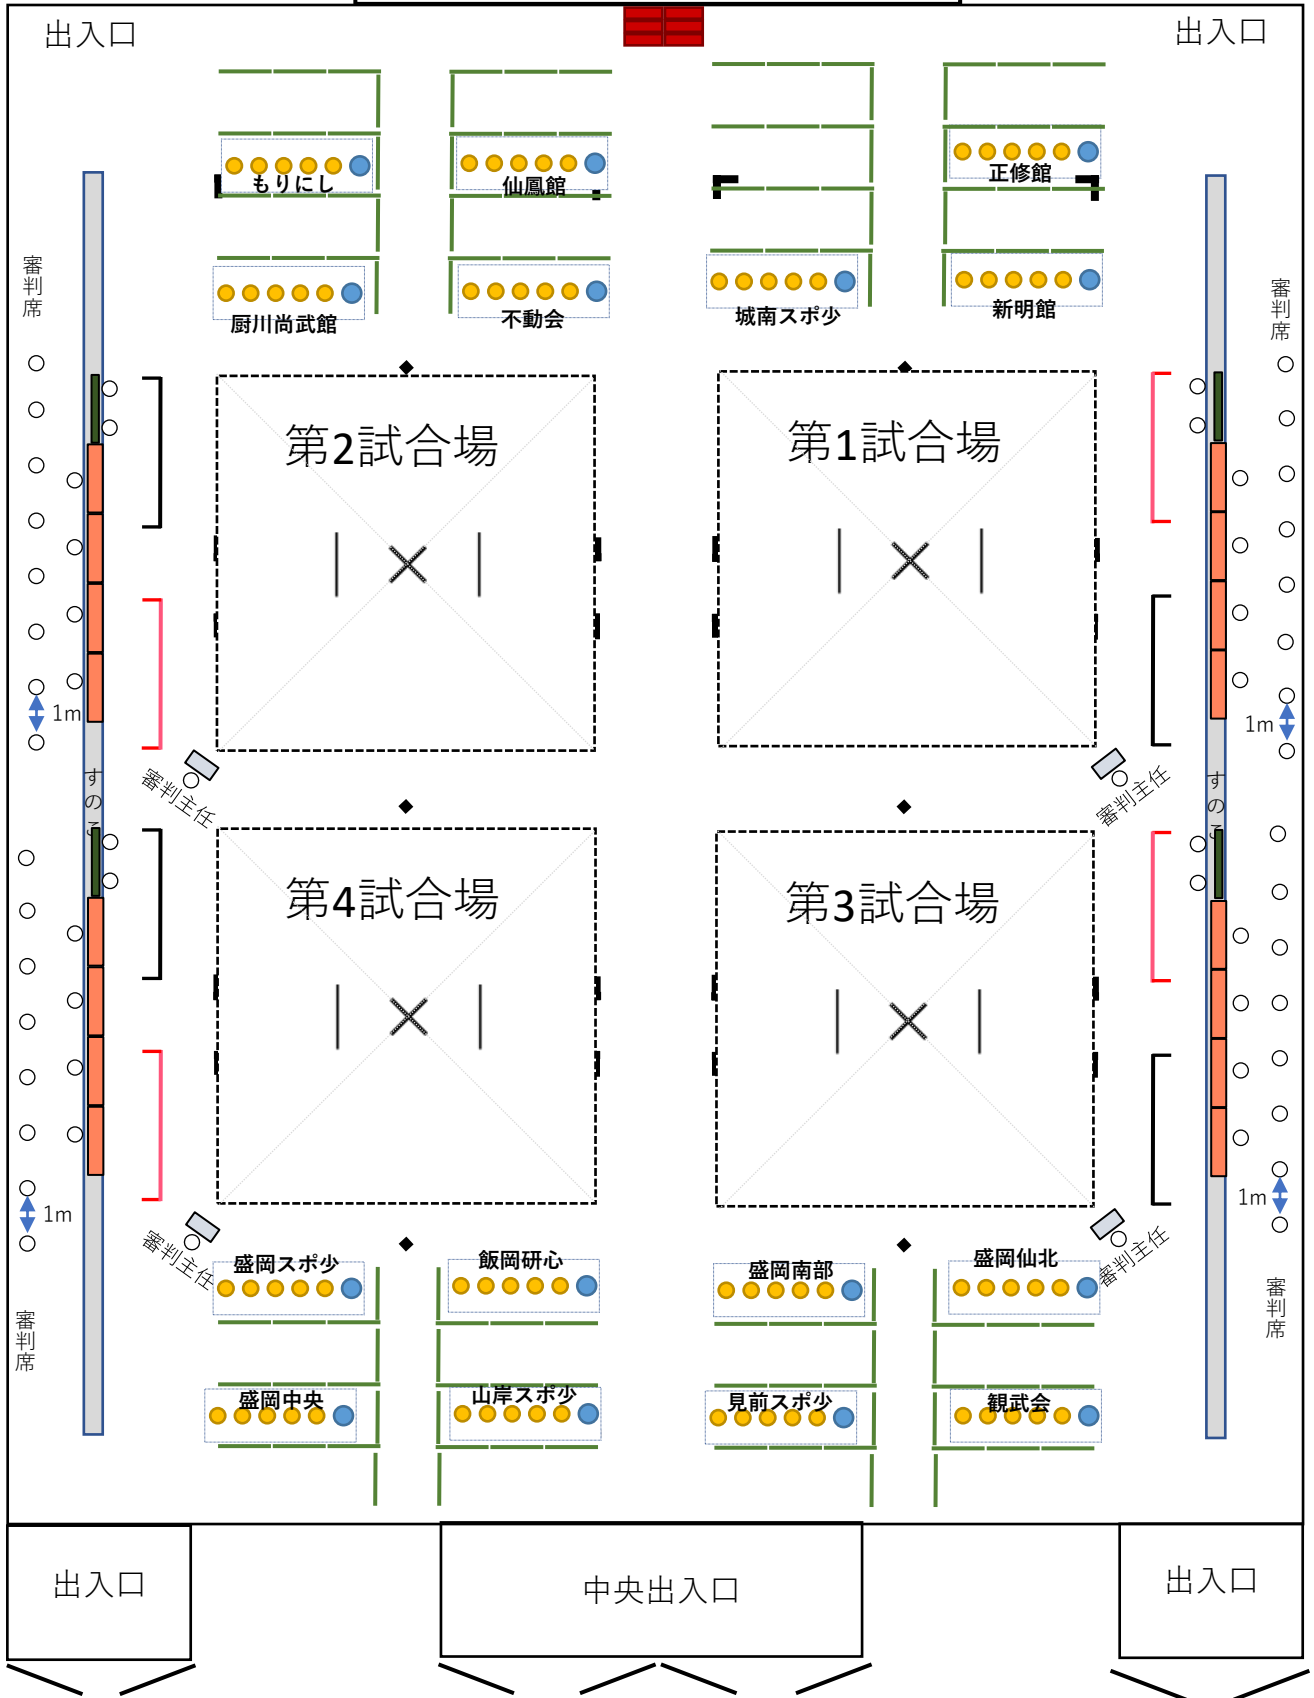 出入口
出入口
もりにし
仙鳳館
正修館
審判席
審判席
厨川尚武館
不動会
城南スポ少
新明館
第2試合場
第1試合場
1m
1m
すのこ
すのこ
審判主任
審判主任
第4試合場
第3試合場
1m
1m
審判主任
審判主任
盛岡スポ少
飯岡研心
盛岡南部
盛岡仙北
審判席
審判席
盛岡中央
山岸スポ少
見前スポ少
観武会
出入口
中央出入口
出入口